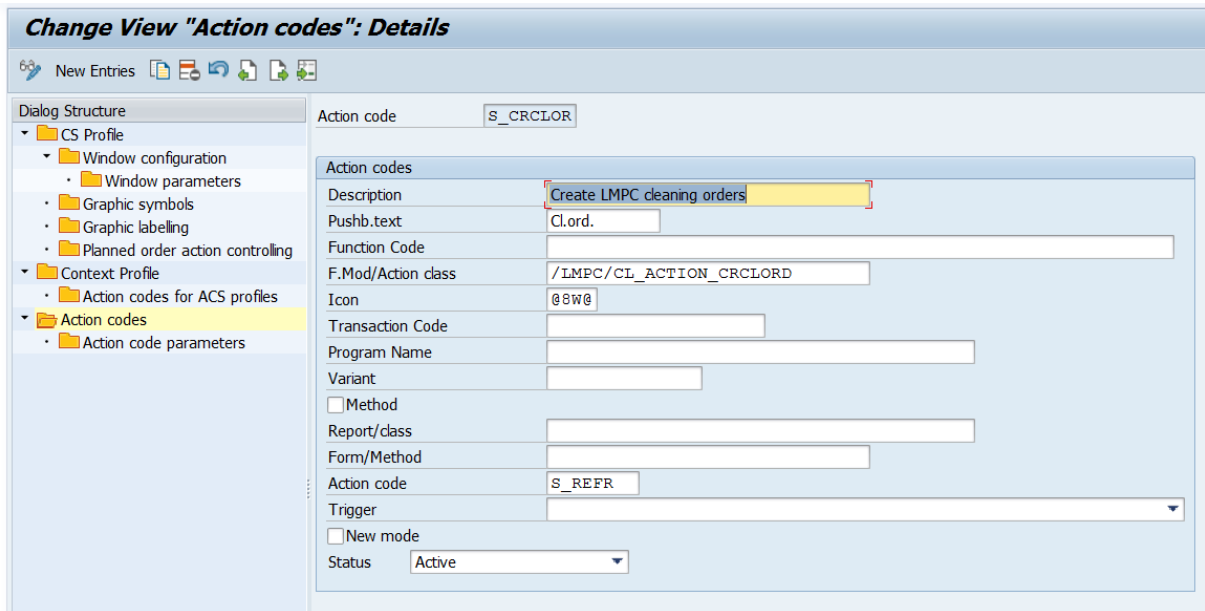 Change View "Action codes": Details
New Entries
Dialog Structure
CS Profile
Window configuration
Window parameters
Graphic symbols
Graphic labelling
Planned order action controlling
Context Profile
Action codes for ACS profiles
Action codes
Action code parameters
Action code S_CRCLOR
Action codes
Description Create LMPC cleaning orders
Pushb.text Cl.ord.
Function Code
F.Mod/Action class /LMPC/CL_ACTION_CRCLORD
Icon @8W@
Transaction Code
Program Name
Variant
Method
Report/class
Form/Method
Action code S_REFR
Trigger
New mode
Status Active